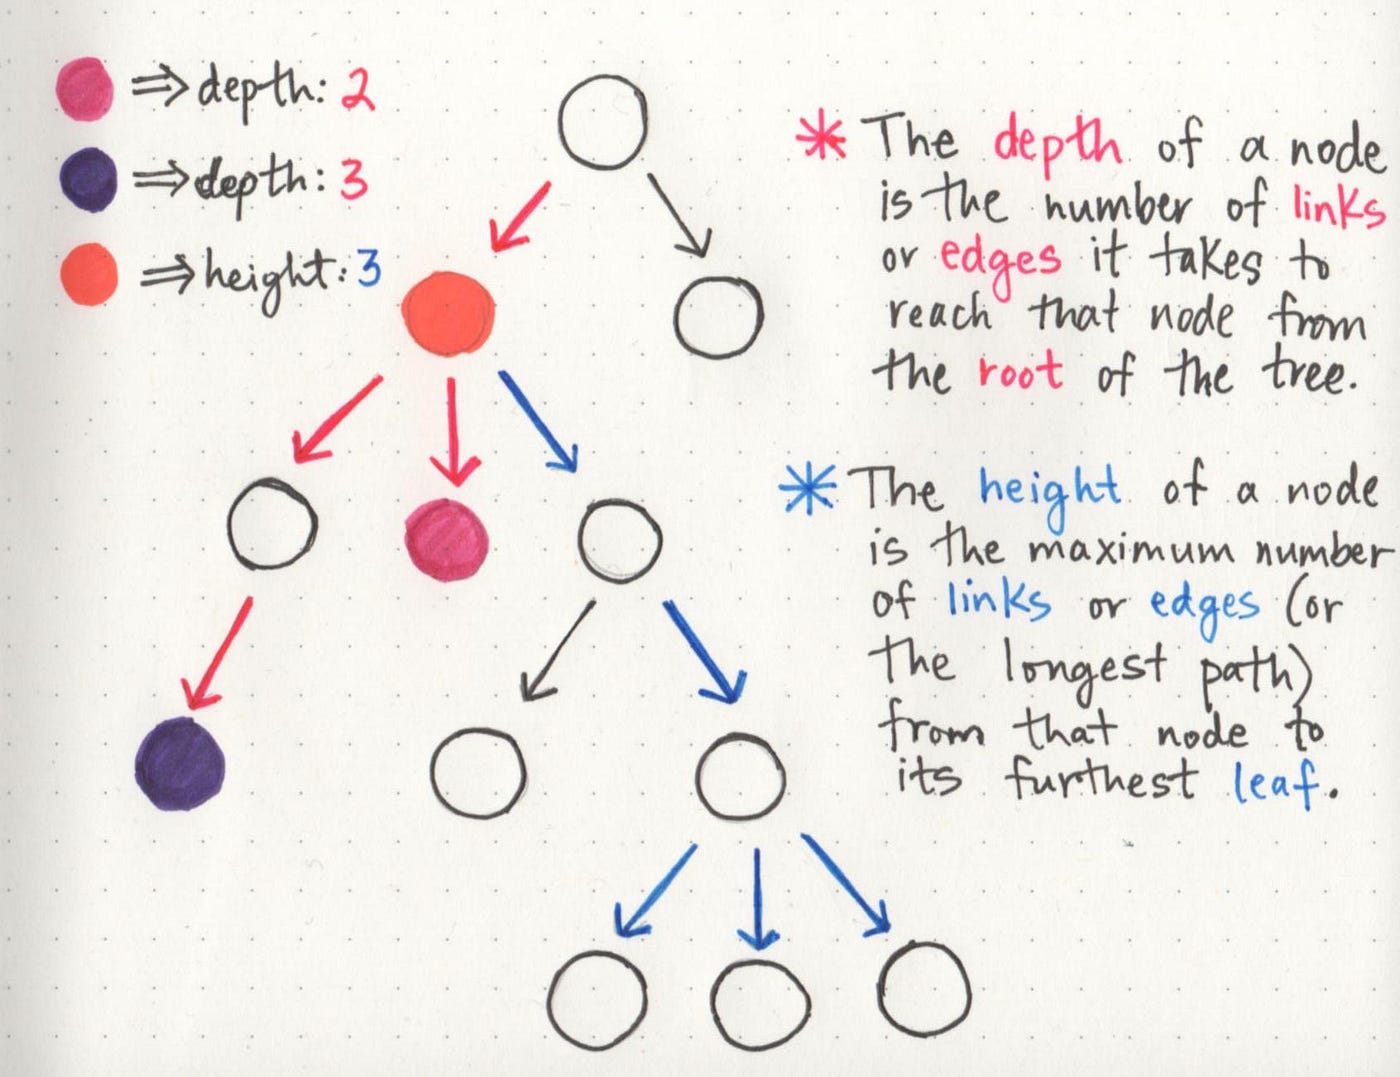 ⇒ depth: 2
⇒ depth: 3
⇒ height: 3
* The depth of a node
is the number of links
or edges it takes to
reach that node from
the root of the tree.
* The height of a node
is the maximum number
of links or edges (or
the longest path)
from that node to
its furthest leaf.